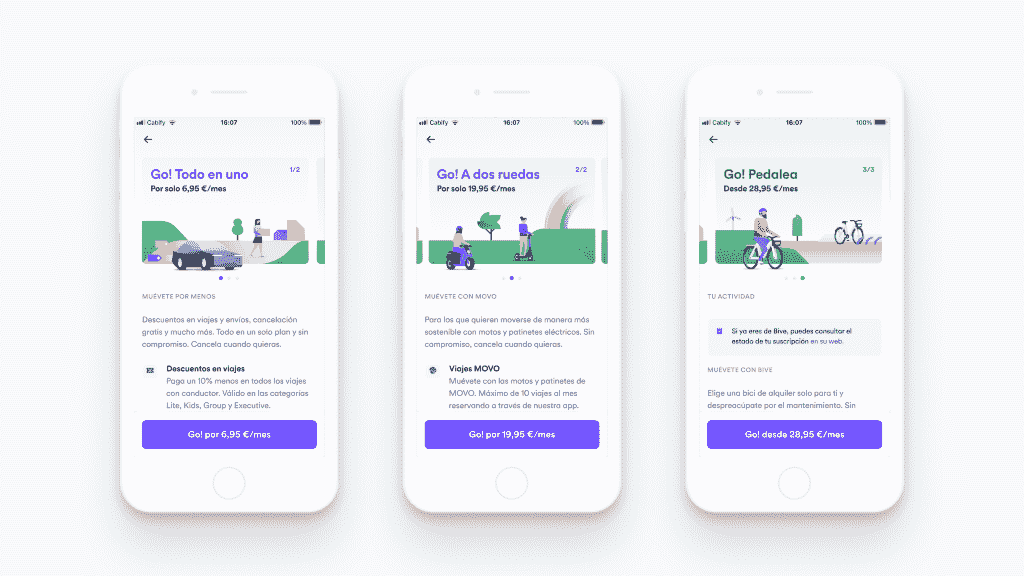 Cabify 16:07 100%
Go! Todo en uno 1/2
Por solo 6,95 €/mes
MUÉVETE POR MENOS
Descuentos en viajes y envíos, cancelación
gratis y mucho más. Todo en un solo plan y sin
compromiso. Cancela cuando quieras.
Descuentos en viajes
Paga un 10% menos en todos los viajes
con conductor. Válido en las categorías
Lite, Kids, Group y Executive.
Go! por 6,95 €/mes
Cabify 16:07 100%
Go! A dos ruedas 2/2
Por solo 19,95 €/mes
MUÉVETE CON MOVO
Para los que quieren moverse de manera más
sostenible con motos y patinetes eléctricos. Sin
compromiso, cancela cuando quieras.
Viajes MOVO
Muévete con las motos y patinetes de
MOVO. Máximo de 10 viajes al mes
reservando a través de nuestra app.
Go! por 19,95 €/mes
Cabify 16:07 100%
Go! Pedalea 3/3
Desde 28,95 €/mes
TU ACTIVIDAD
Si ya eres de Bive, puedes consultar el
estado de tu suscripción en su web.
MUÉVETE CON BIVE
Elige una bici de alquiler solo para ti y
despreocúpate por el mantenimiento. Sin
Go! desde 28,95 €/mes